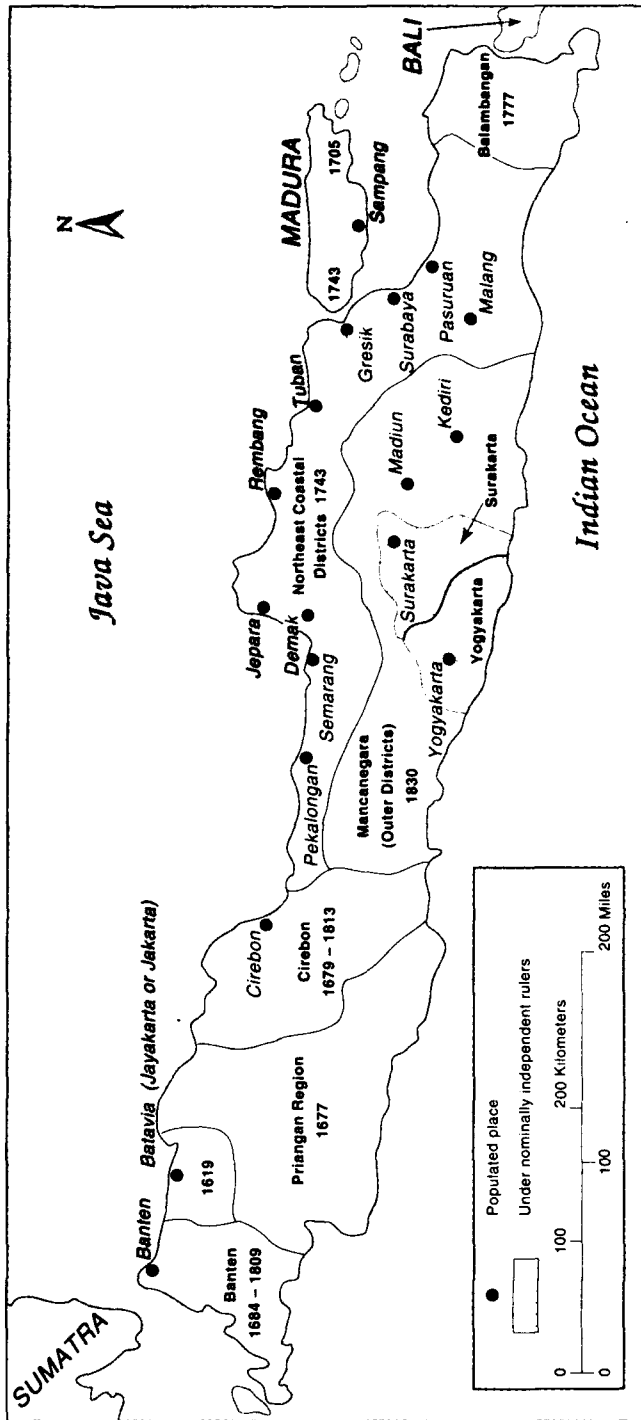 N
Java Sea
Indian Ocean
SUMATRA
MADURA
BALI
Banten
Batavia (Jayakarta or Jakarta)
Banten
1684 – 1809
1619
Priangan Region
1677
Cirebon
Cirebon
1679 – 1813
Pekalongan
Semarang
Demak
Jepara
Rembang
Tuban
Northeast Coastal
Districts 1743
Mancanegara
(Outer Districts)
1830
Yogyakarta
Yogyakarta
Surakarta
Surakarta
Madiun
Kediri
Gresik
Surabaya
Pasuruan
Malang
1743
1705
Sampang
Balambangan
1777
Populated place
Under nominally independent rulers
0 100 200 Kilometers
0 100 200 Miles